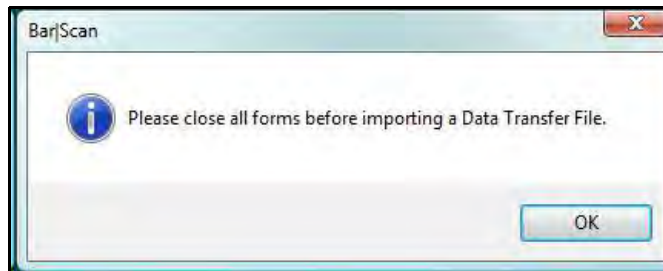 Bar|Scan
Please close all forms before importing a Data Transfer File.
OK